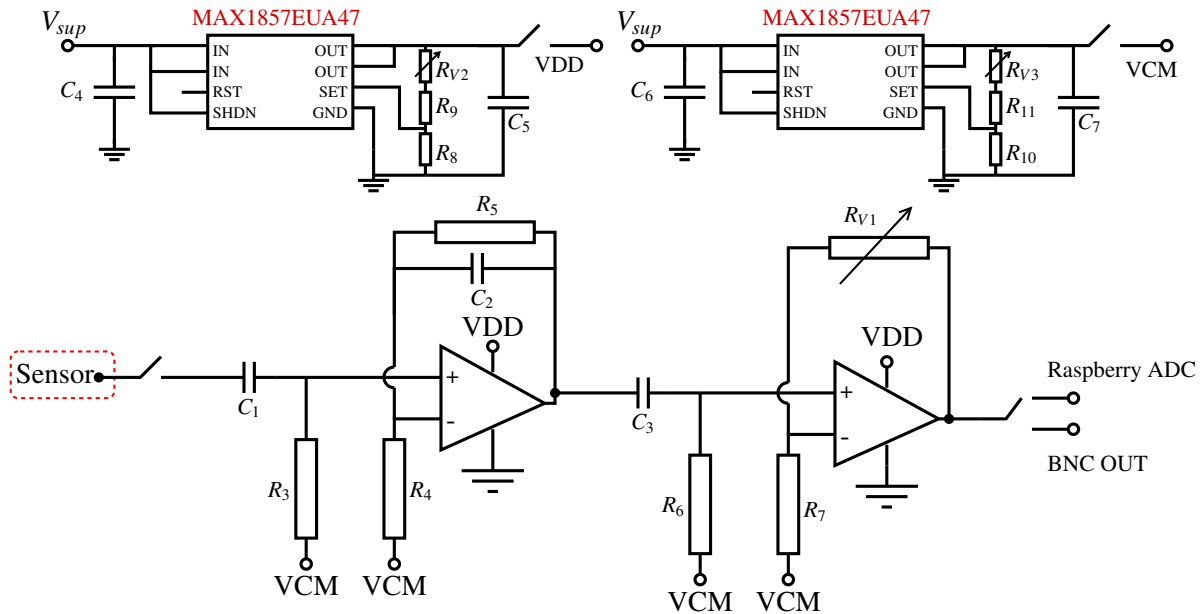 MAX1857EUA47
MAX1857EUA47
V_sup
IN
OUT
IN
OUT
RST
SET
SHDN
GND
C_4
R_V2
R_9
R_8
C_5
VDD
V_sup
IN
OUT
IN
OUT
RST
SET
SHDN
GND
C_6
R_V3
R_11
R_10
C_7
VCM
R_5
C_2
VDD
R_V1
VDD
Sensor
C_1
+
-
C_3
+
-
Raspberry ADC
BNC OUT
R_3
R_4
R_6
R_7
VCM
VCM
VCM
VCM